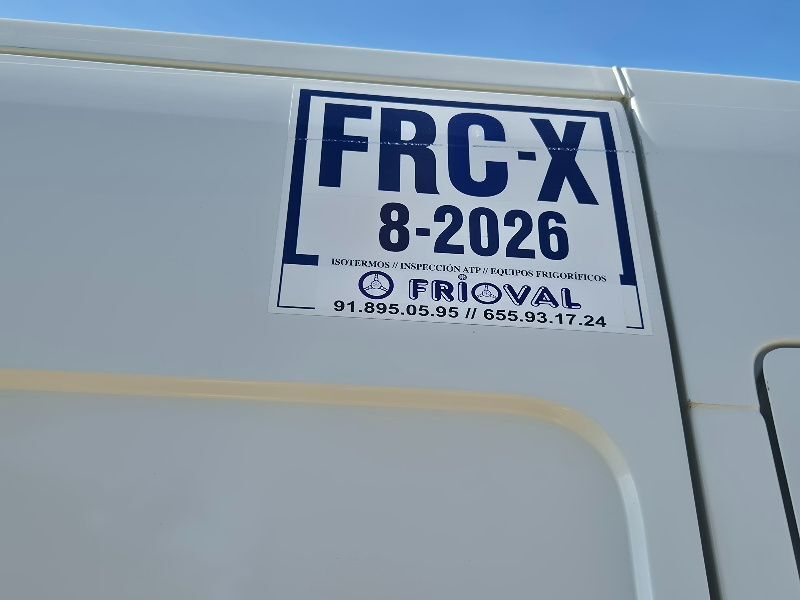 FRC-X
8-2026
ISOTERMOS // INSPECCIÓN ATP // EQUIPOS FRIGORÍFICOS
FRIOVAL
91.895.05.95 // 655.93.17.24